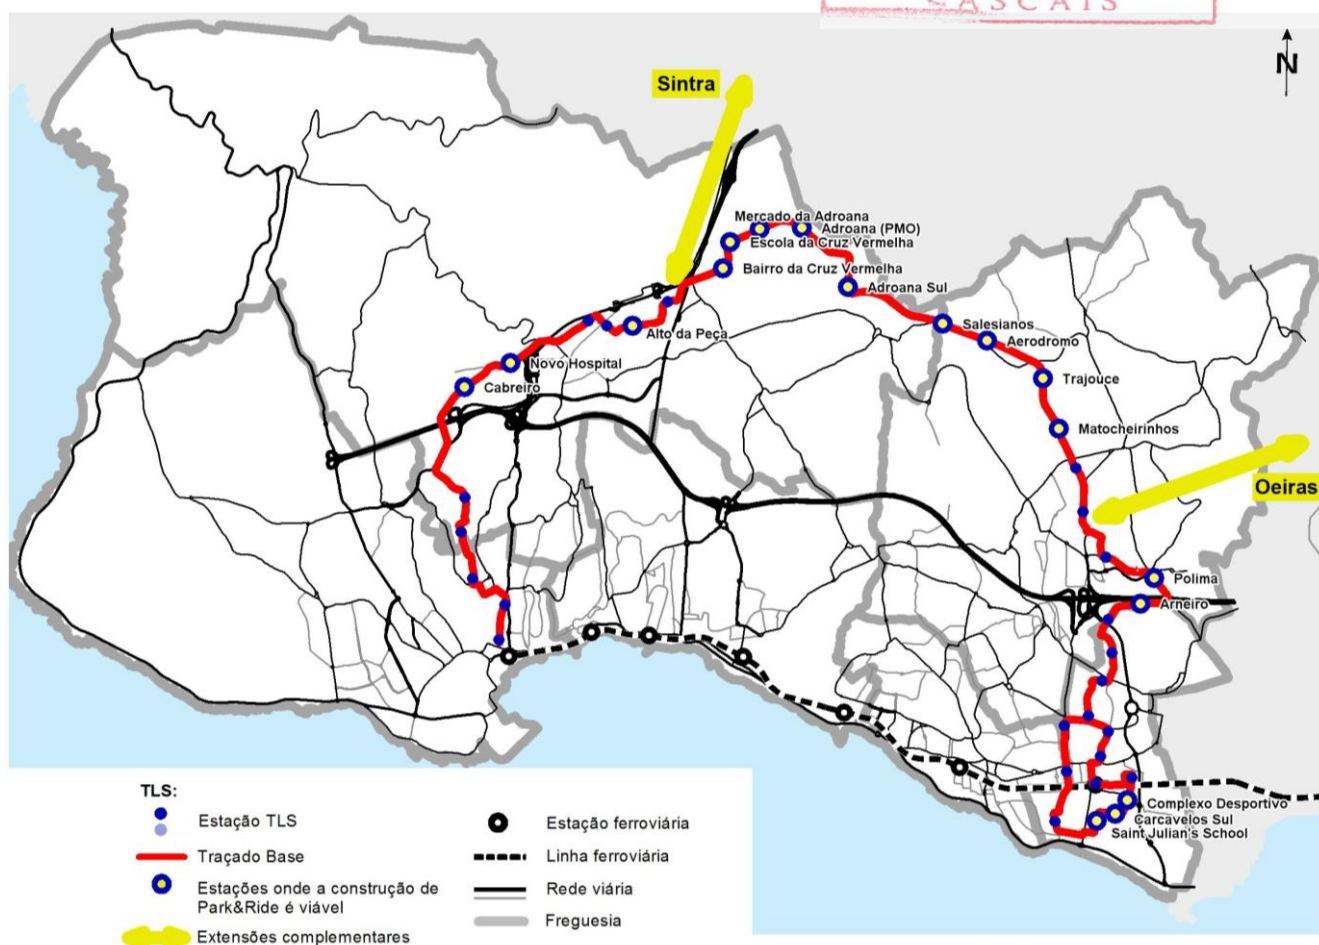 CASCAIS
N
Sintra
Mercado da Adroana
Adroana (PMO)
Escola da Cruz Vermelha
Bairro da Cruz Vermelha
Adroana Sul
Salesianos
Alto da Peça
Aerodromo
Novo Hospital
Trajouce
Cabreiro
Matocheirinhos
Oeiras
Polima
Arneiro
Complexo Desportivo
Carcavelos Sul
Saint Julian's School
TLS:
Estação TLS
Traçado Base
Estações onde a construção de
Park&Ride é viável
Extensões complementares
Estação ferroviária
Linha ferroviária
Rede viária
Freguesia